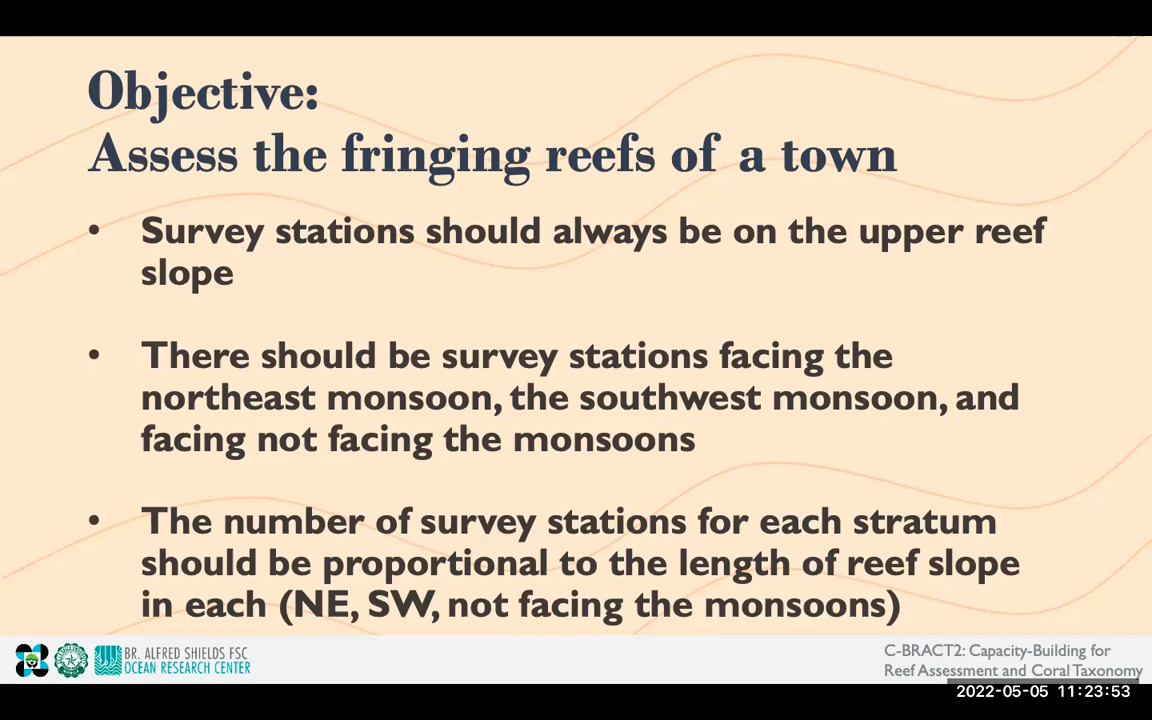 Objective:
Assess the fringing reefs of a town
• Survey stations should always be on the upper reef
slope
• There should be survey stations facing the
northeast monsoon, the southwest monsoon, and
facing not facing the monsoons
• The number of survey stations for each stratum
should be proportional to the length of reef slope
in each (NE, SW, not facing the monsoons)
BR. ALFRED SHIELDS FSC
OCEAN RESEARCH CENTER
C-BRACT2: Capacity-Building for
Reef Assessment and Coral Taxonomy
2022-05-05 11:23:53